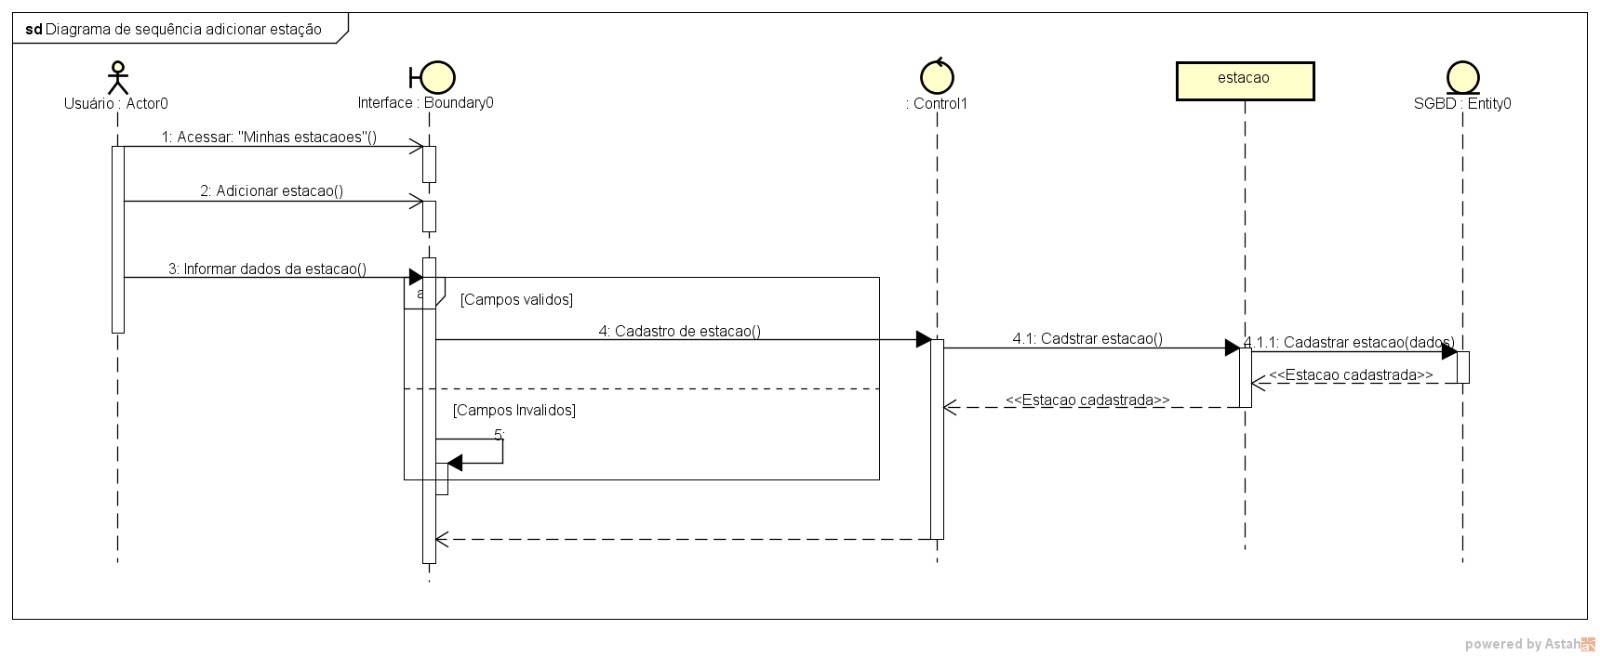 sd Diagrama de sequência adicionar estação
Usuário : Actor0
Interface : Boundary0
: Control1
estacao
SGBD : Entity0
1: Acessar: "Minhas estacaoes"()
2: Adicionar estacao()
3: Informar dados da estacao()
a
[Campos validos]
4: Cadastro de estacao()
4.1: Cadstrar estacao()
4.1.1: Cadastrar estacao(dados)
<<Estacao cadastrada>>
<<Estacao cadastrada>>
[Campos Invalidos]
5:
powered by Astah